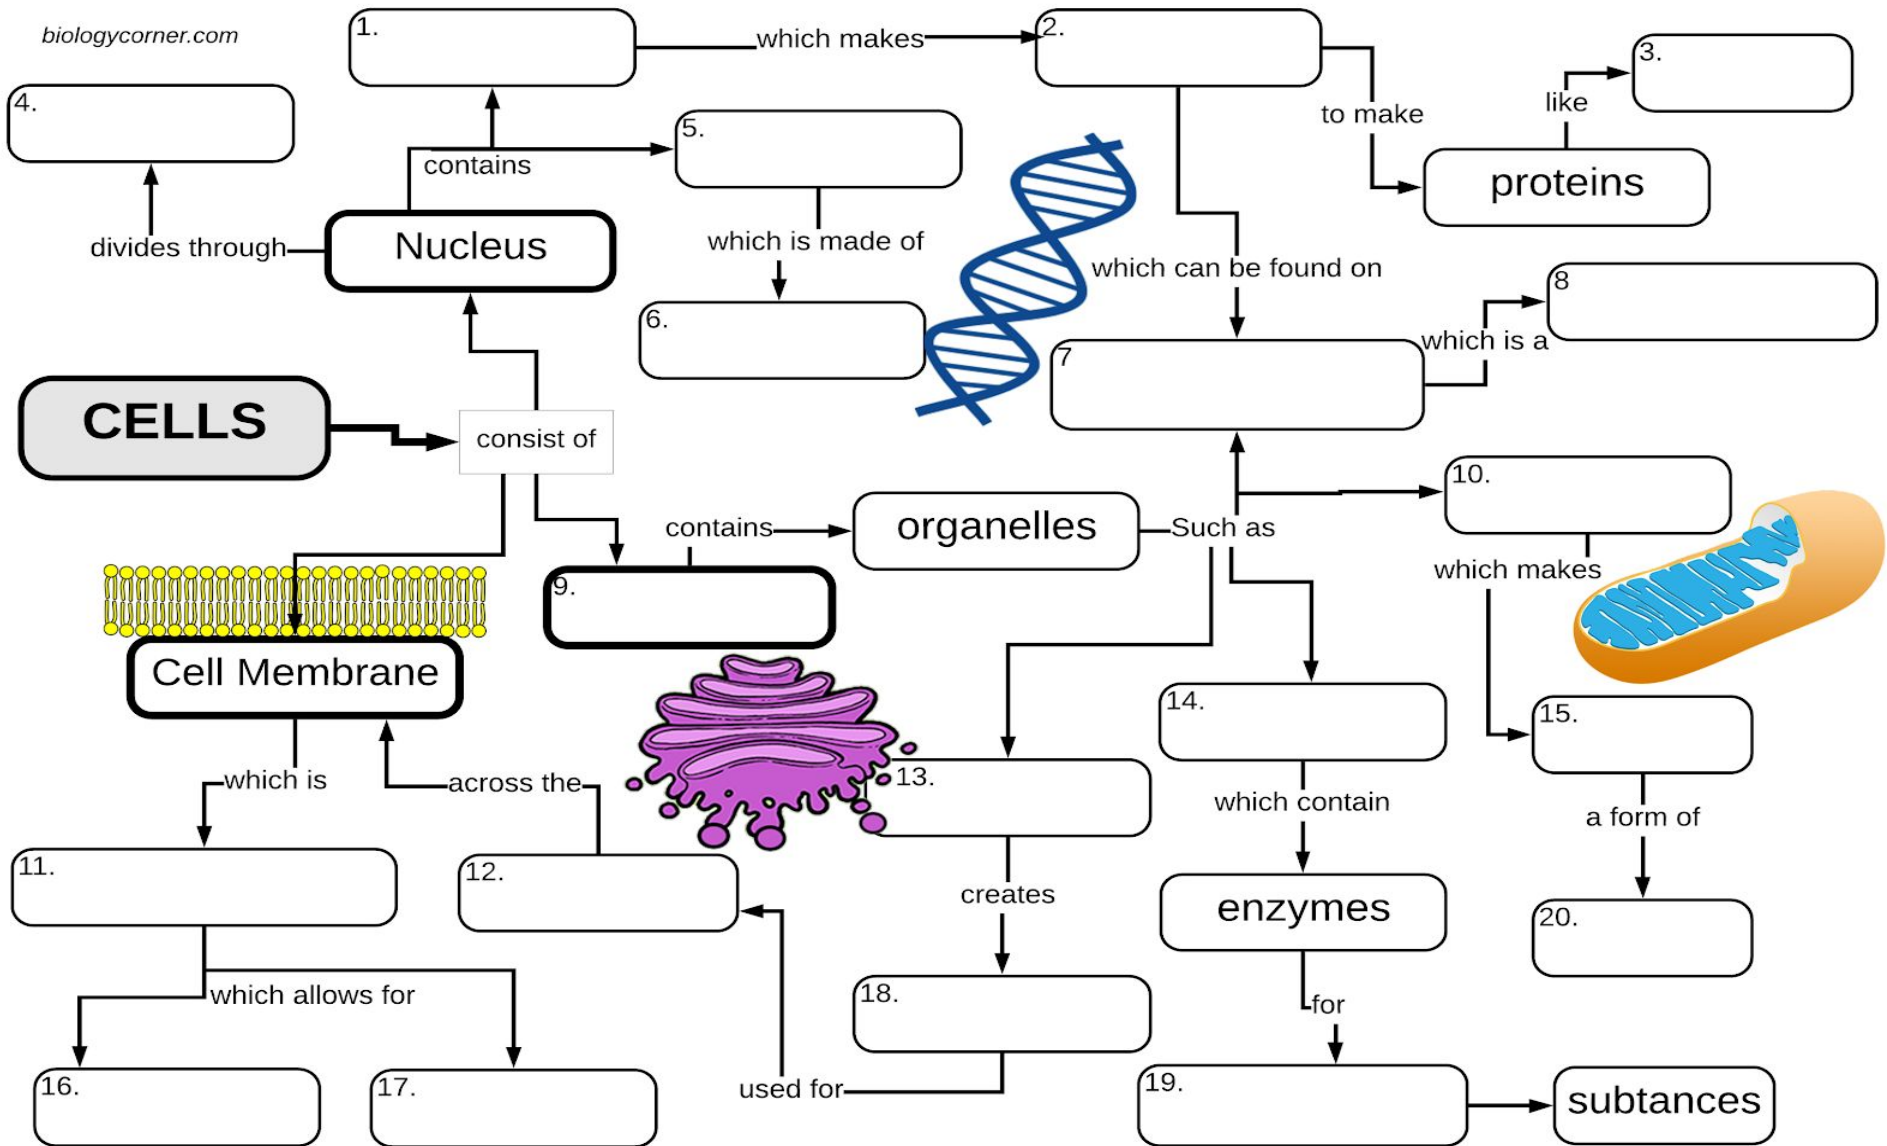 biologycorner.com
1.
which makes
2.
3.
like
to make
4.
5.
contains
proteins
divides through
Nucleus
which is made of
which can be found on
8
6.
which is a
7
CELLS
consist of
10.
contains
organelles
Such as
which makes
9.
Cell Membrane
14.
15.
which is
across the
13.
which contain
a form of
11.
12.
creates
enzymes
20.
which allows for
18.
for
16.
17.
used for
19.
subtances